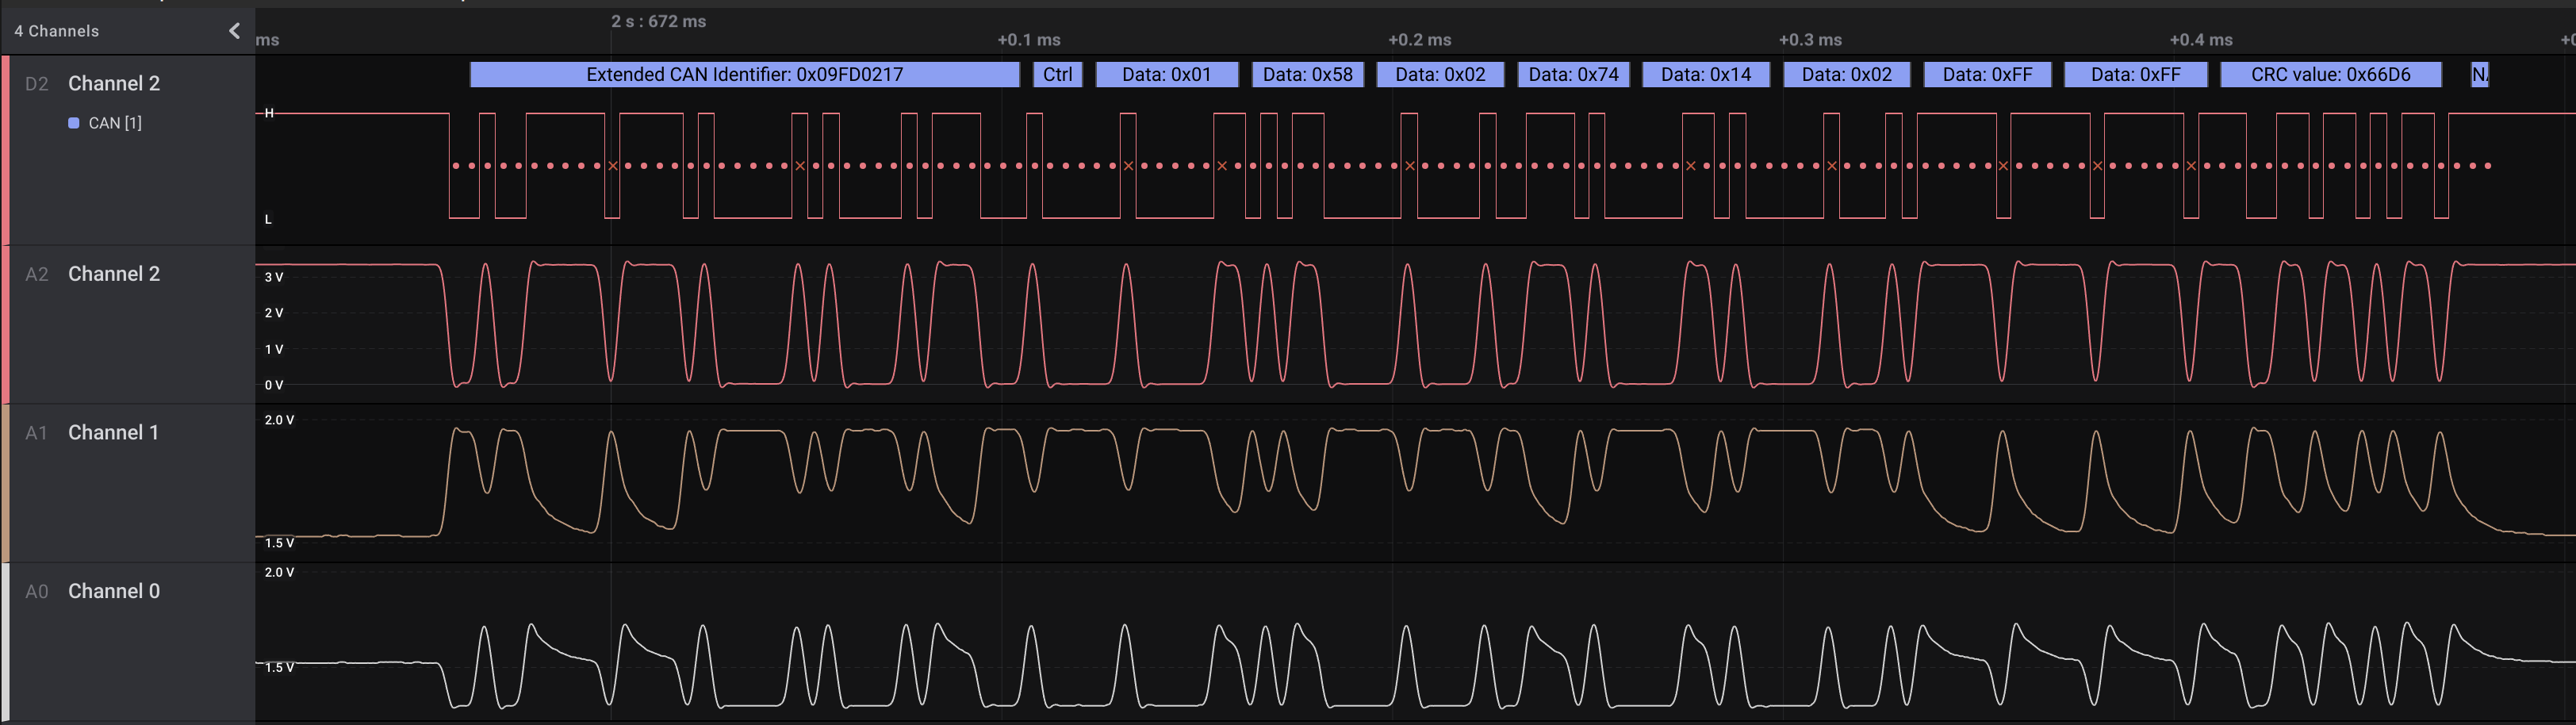 4 Channels
ms
2 s : 672 ms
+0.1 ms
+0.2 ms
+0.3 ms
+0.4 ms
+0
D2 Channel 2
CAN [1]
Extended CAN Identifier: 0x09FD0217
Ctrl
Data: 0x01
Data: 0x58
Data: 0x02
Data: 0x74
Data: 0x14
Data: 0x02
Data: 0xFF
Data: 0xFF
CRC value: 0x66D6
H
L
A2 Channel 2
3 V
2 V
1 V
0 V
A1 Channel 1
2.0 V
1.5 V
A0 Channel 0
2.0 V
1.5 V